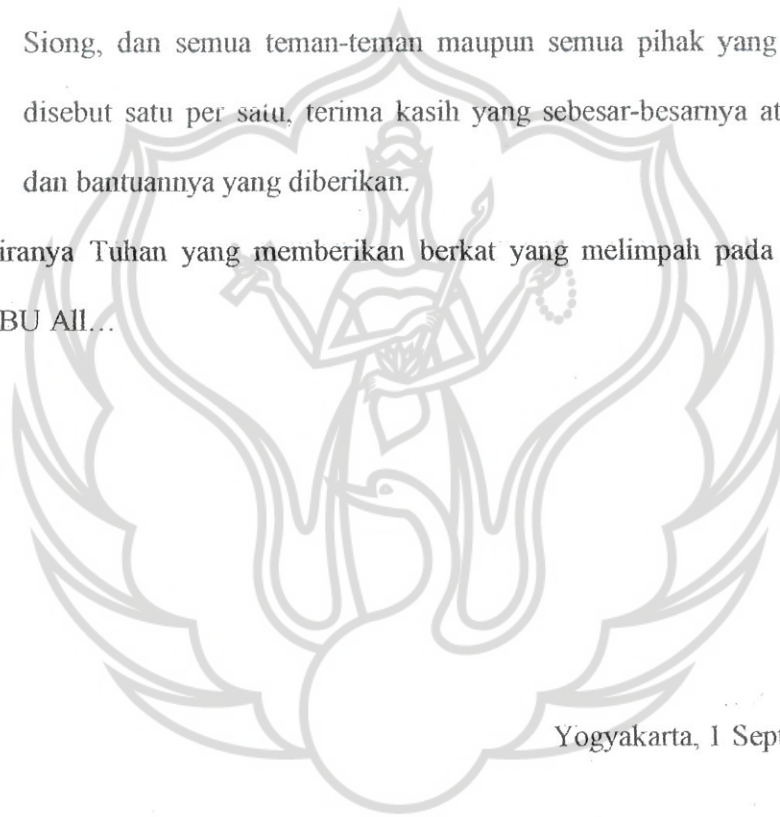 Siong, dan semua teman-teman maupun semua pihak yang
disebut satu per satu, terima kasih yang sebesar-besarnya at
dan bantuannya yang diberikan.
iranya Tuhan yang memberikan berkat yang melimpah pada
BU All...
Yogyakarta, 1 Sept